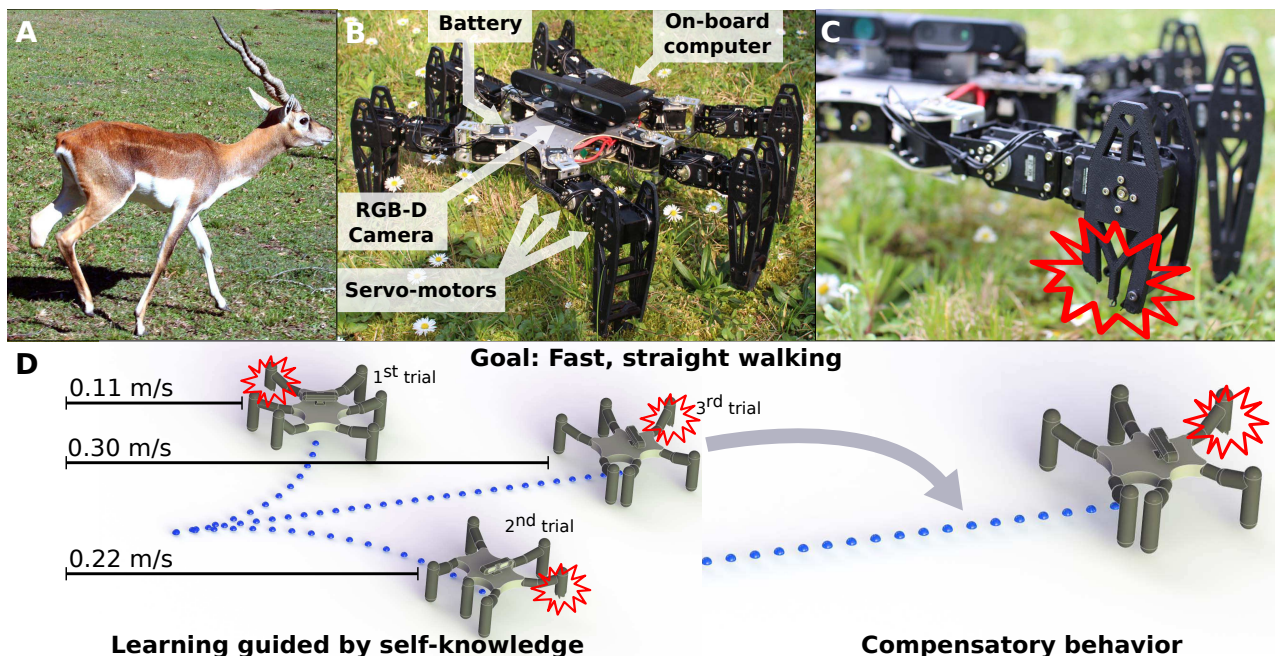 A
B
Battery
On-board
computer
C
RGB-D
Camera
Servo-motors
D
Goal: Fast, straight walking
0.11 m/s
1st trial
0.30 m/s
3rd trial
2nd trial
0.22 m/s
Learning guided by self-knowledge
Compensatory behavior